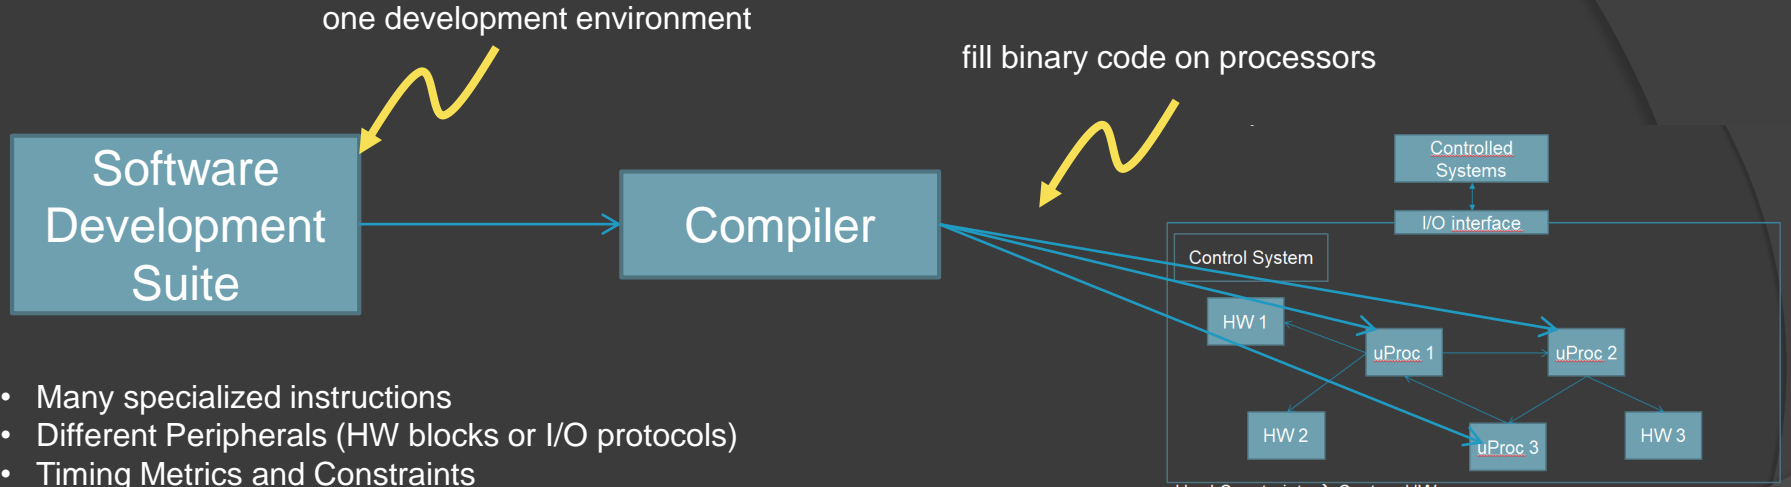 one development environment
fill binary code on processors
Software
Development
Suite
Compiler
Controlled
Systems
I/O interface
Control System
HW 1
uProc 1
uProc 2
HW 2
uProc 3
HW 3
• Many specialized instructions
• Different Peripherals (HW blocks or I/O protocols)
• Timing Metrics and Constraints